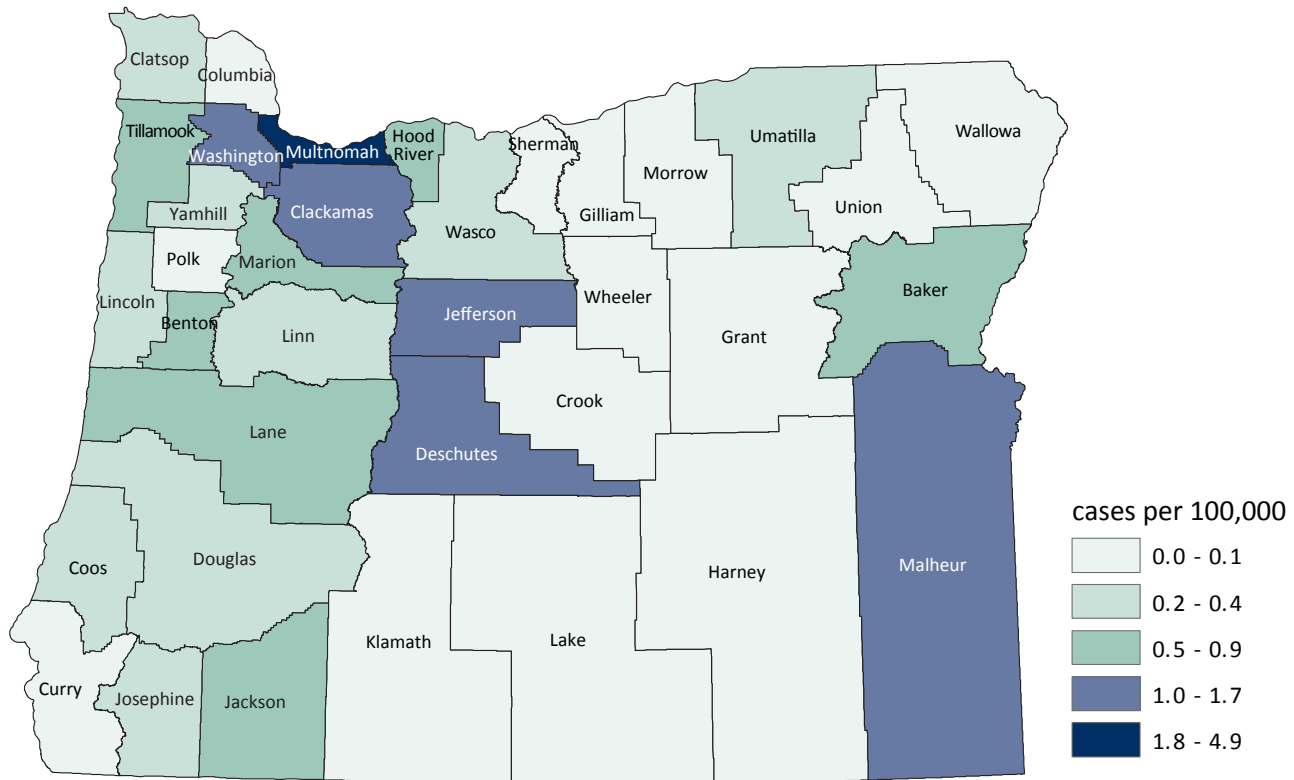 Clatsop
Columbia
Tillamook
Washington
Multnomah
Hood
River
Sherman
Gilliam
Morrow
Umatilla
Wallowa
Union
Yamhill
Clackamas
Wasco
Polk
Marion
Lincoln
Benton
Linn
Jefferson
Wheeler
Grant
Baker
Crook
Lane
Deschutes
Coos
Douglas
Harney
Malheur
Klamath
Lake
Curry
Josephine
Jackson
cases per 100,000
0.0 - 0.1
0.2 - 0.4
0.5 - 0.9
1.0 - 1.7
1.8 - 4.9